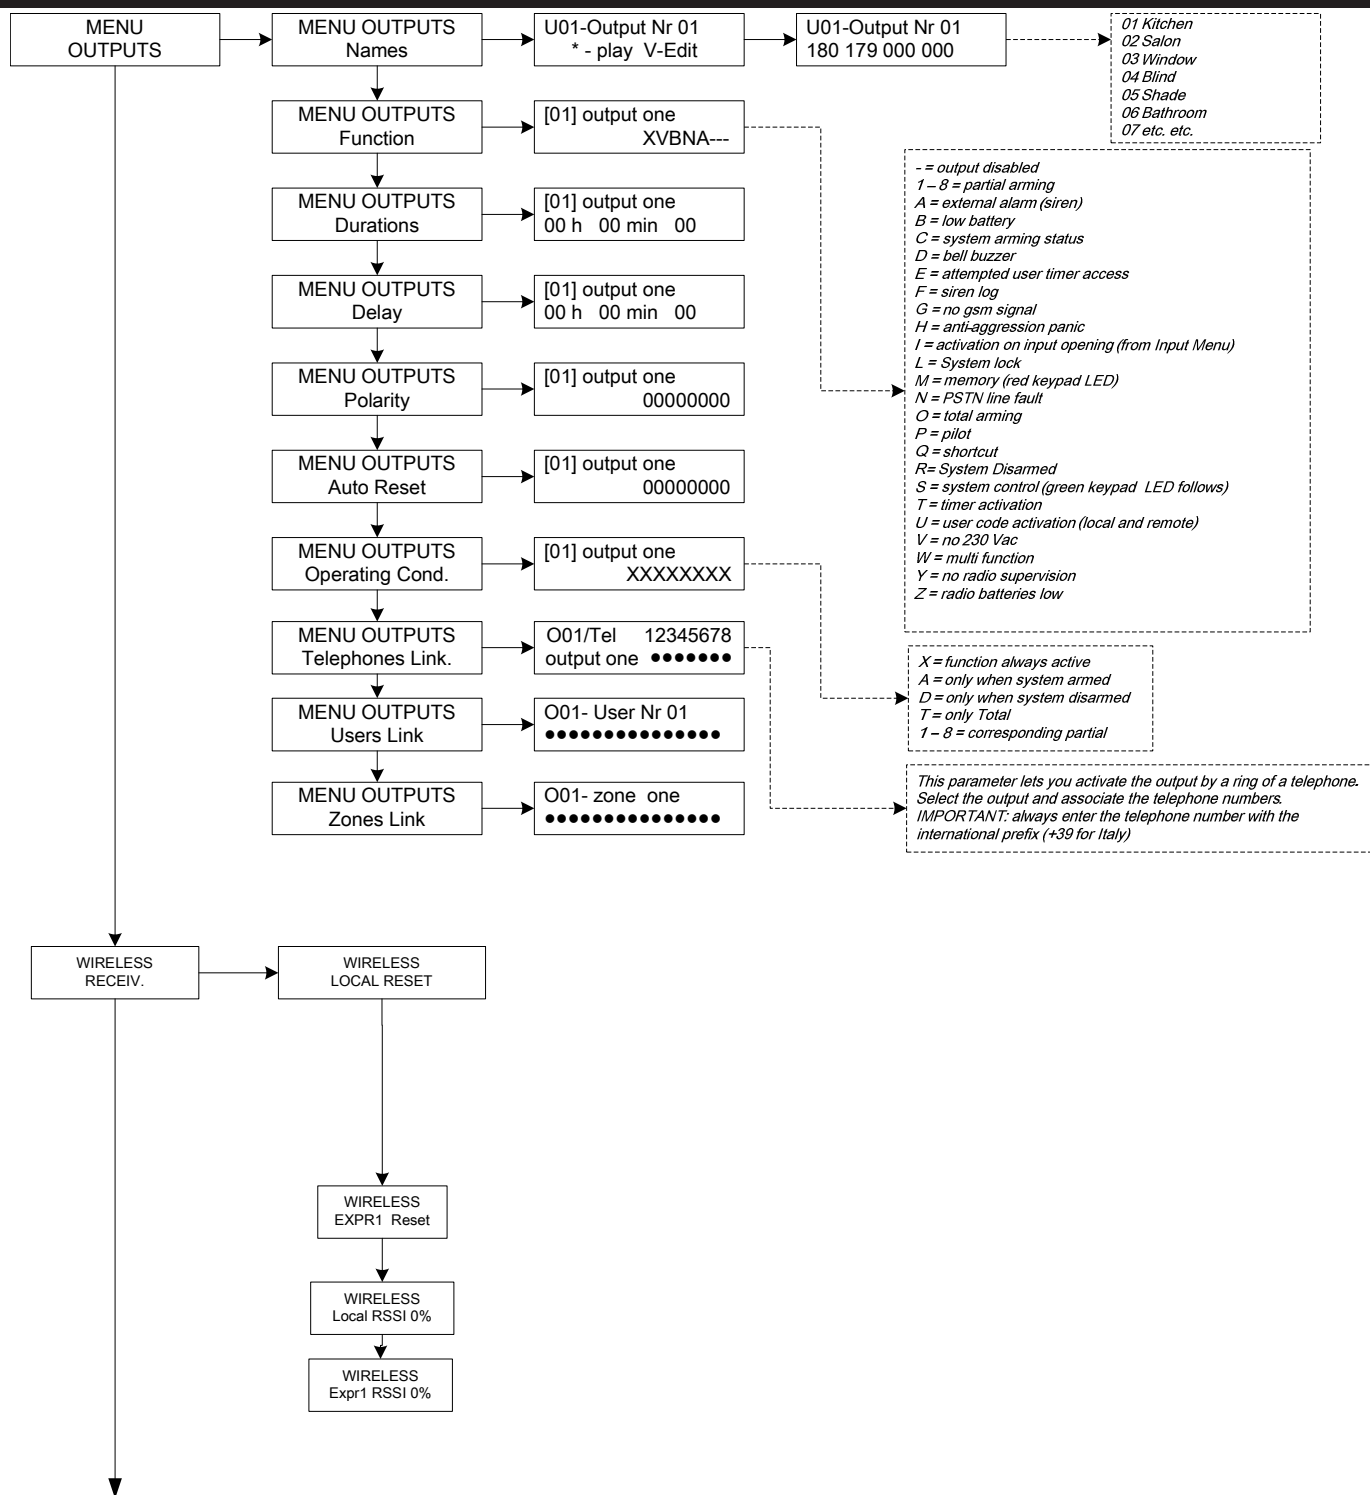 MENU
OUTPUTS
MENU OUTPUTS
Names
U01-Output Nr 01
* - play V-Edit
U01-Output Nr 01
180 179 000 000
01 Kitchen
02 Salon
03 Window
04 Blind
05 Shade
06 Bathroom
07 etc. etc.
MENU OUTPUTS
Function
[01] output one
XVBNA---
- = output disabled
1 – 8 = partial arming
A = external alarm (siren)
B = low battery
C = system arming status
D = bell buzzer
E = attempted user timer access
F = siren log
G = no gsm signal
H = anti-aggression panic
I = activation on input opening (from Input Menu)
L = System lock
M = memory (red keypad LED)
N = PSTN line fault
O = total arming
P = pilot
Q = shortcut
R= System Disarmed
S = system control (green keypad LED follows)
T = timer activation
U = user code activation (local and remote)
V = no 230 Vac
W = multi function
Y = no radio supervision
Z = radio batteries low
MENU OUTPUTS
Durations
[01] output one
00 h 00 min 00
MENU OUTPUTS
Delay
[01] output one
00 h 00 min 00
MENU OUTPUTS
Polarity
[01] output one
00000000
MENU OUTPUTS
Auto Reset
[01] output one
00000000
MENU OUTPUTS
Operating Cond.
[01] output one
XXXXXXXX
X = function always active
A = only when system armed
D = only when system disarmed
T = only Total
1 – 8 = corresponding partial
MENU OUTPUTS
Telephones Link.
O01/Tel 12345678
output one ●●●●●●●
This parameter lets you activate the output by a ring of a telephone.
Select the output and associate the telephone numbers.
IMPORTANT: always enter the telephone number with the
international prefix (+39 for Italy)
MENU OUTPUTS
Users Link
O01- User Nr 01
●●●●●●●●●●●●●●●
MENU OUTPUTS
Zones Link
O01- zone one
●●●●●●●●●●●●●●●
WIRELESS
RECEIV.
WIRELESS
LOCAL RESET
WIRELESS
EXPR1 Reset
WIRELESS
Local RSSI 0%
WIRELESS
Expr1 RSSI 0%